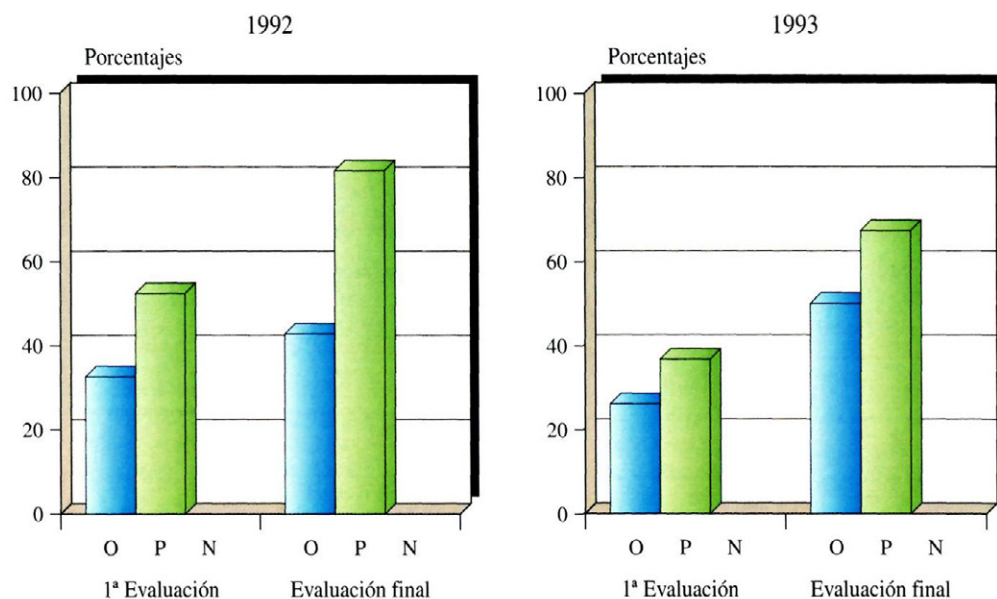 1992
Porcentajes
100
80
60
40
20
0
O P N O P N
1ª Evaluación Evaluación final
1993
Porcentajes
100
80
60
40
20
0
O P N O P N
1ª Evaluación Evaluación final